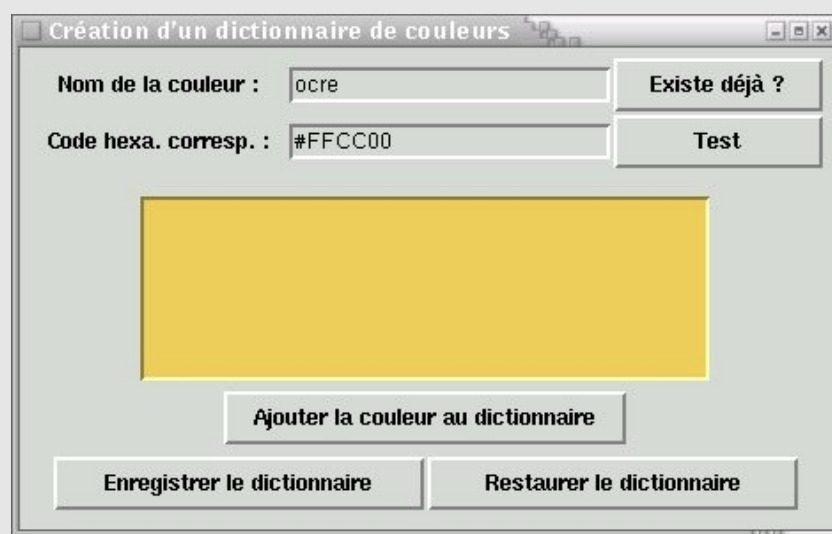 Création d'un dictionnaire de couleurs
Nom de la couleur : ocre Existe déjà ?
Code hexa. corresp. : #FFCC00 Test
Ajouter la couleur au dictionnaire
Enregistrer le dictionnaire Restaurer le dictionnaire